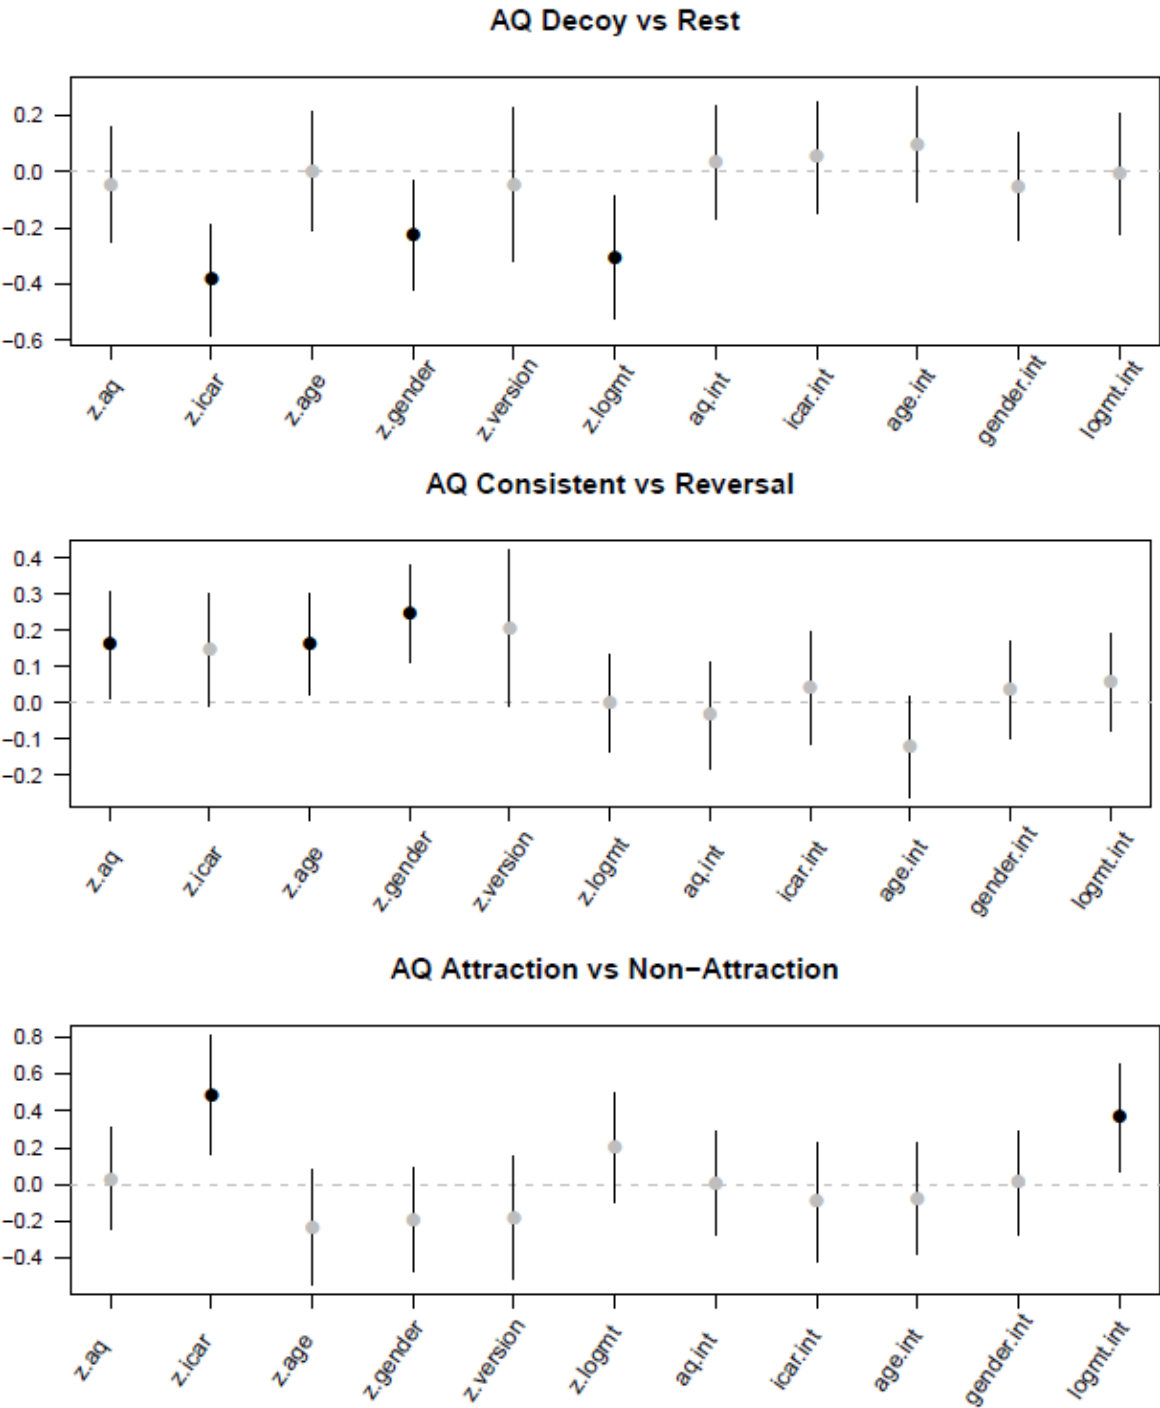 AQ Decoy vs Rest
0.2
0.0
−0.2
−0.4
−0.6
z.aq
z.icar
z.age
z.gender
z.version
z.logmt
aq.int
icar.int
age.int
gender.int
logmt.int
AQ Consistent vs Reversal
0.4
0.3
0.2
0.1
0.0
−0.1
−0.2
z.aq
z.icar
z.age
z.gender
z.version
z.logmt
aq.int
icar.int
age.int
gender.int
logmt.int
AQ Attraction vs Non−Attraction
0.8
0.6
0.4
0.2
0.0
−0.2
−0.4
z.aq
z.icar
z.age
z.gender
z.version
z.logmt
aq.int
icar.int
age.int
gender.int
logmt.int